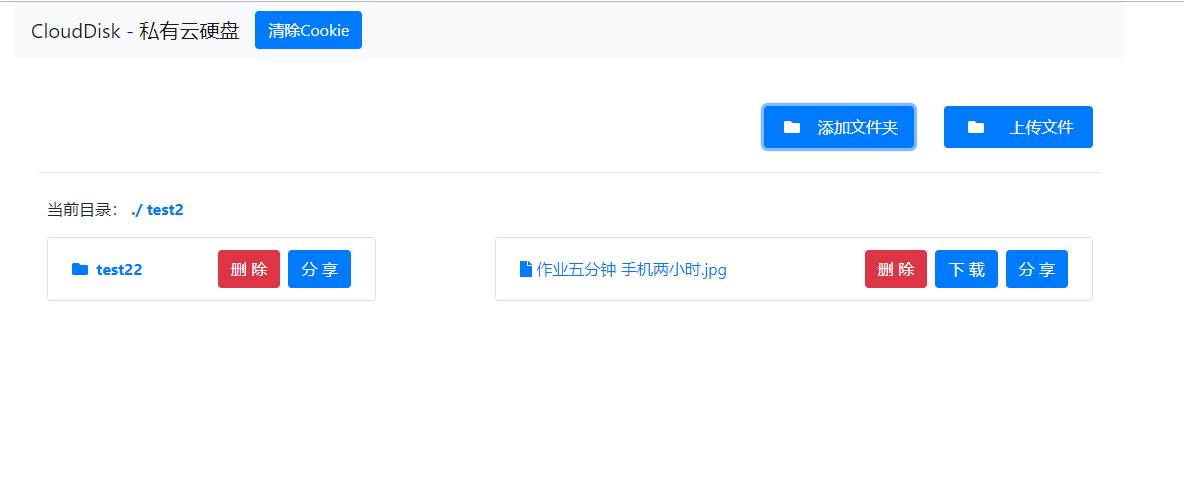 CloudDisk - 私有云硬盘 清除Cookie
添加文件夹 上传文件
当前目录： ./ test2
test22 删 除 分 享 作业五分钟 手机两小时.jpg 删 除 下 载 分 享